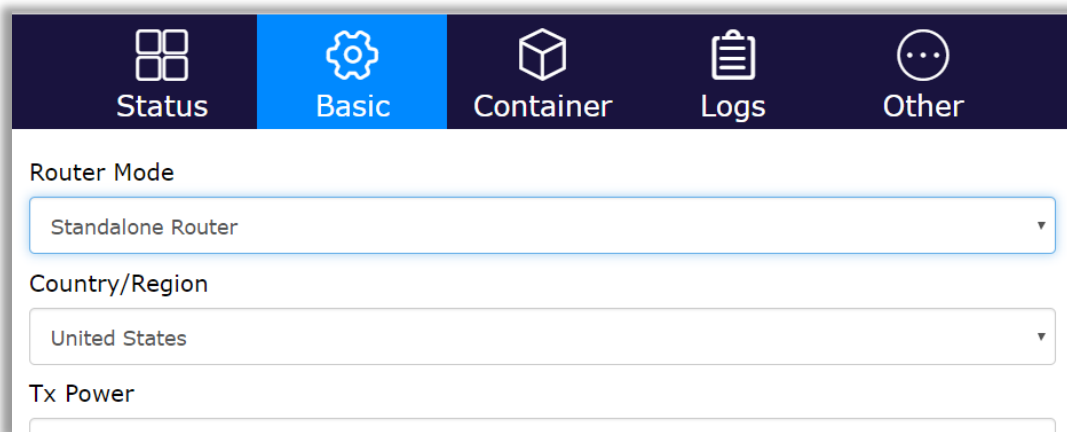 Status Basic Container Logs Other
Router Mode
Standalone Router
Country/Region
United States
Tx Power